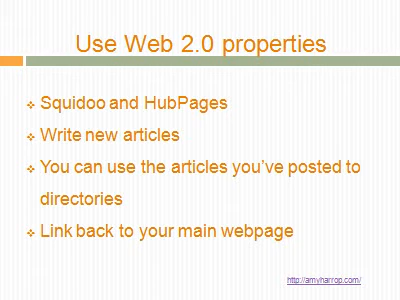 Use Web 2.0 properties
Squidoo and HubPages
Write new articles
You can use the articles you've posted to
directories
Link back to your main webpage
http://amyharrop.com/